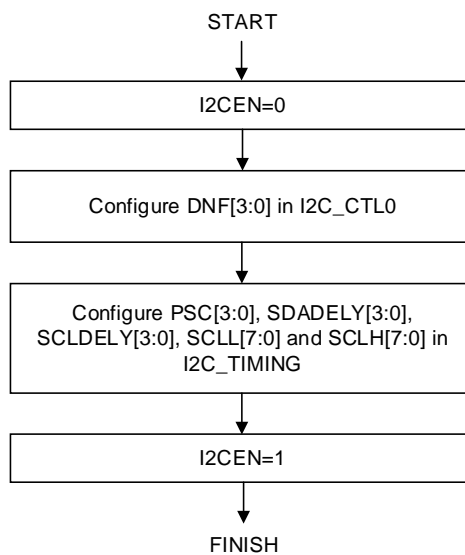 START
I2CEN=0
Configure DNF[3:0] in I2C_CTL0
Configure PSC[3:0], SDADELY[3:0],
SCLDELY[3:0], SCLL[7:0] and SCLH[7:0] in
I2C_TIMING
I2CEN=1
FINISH